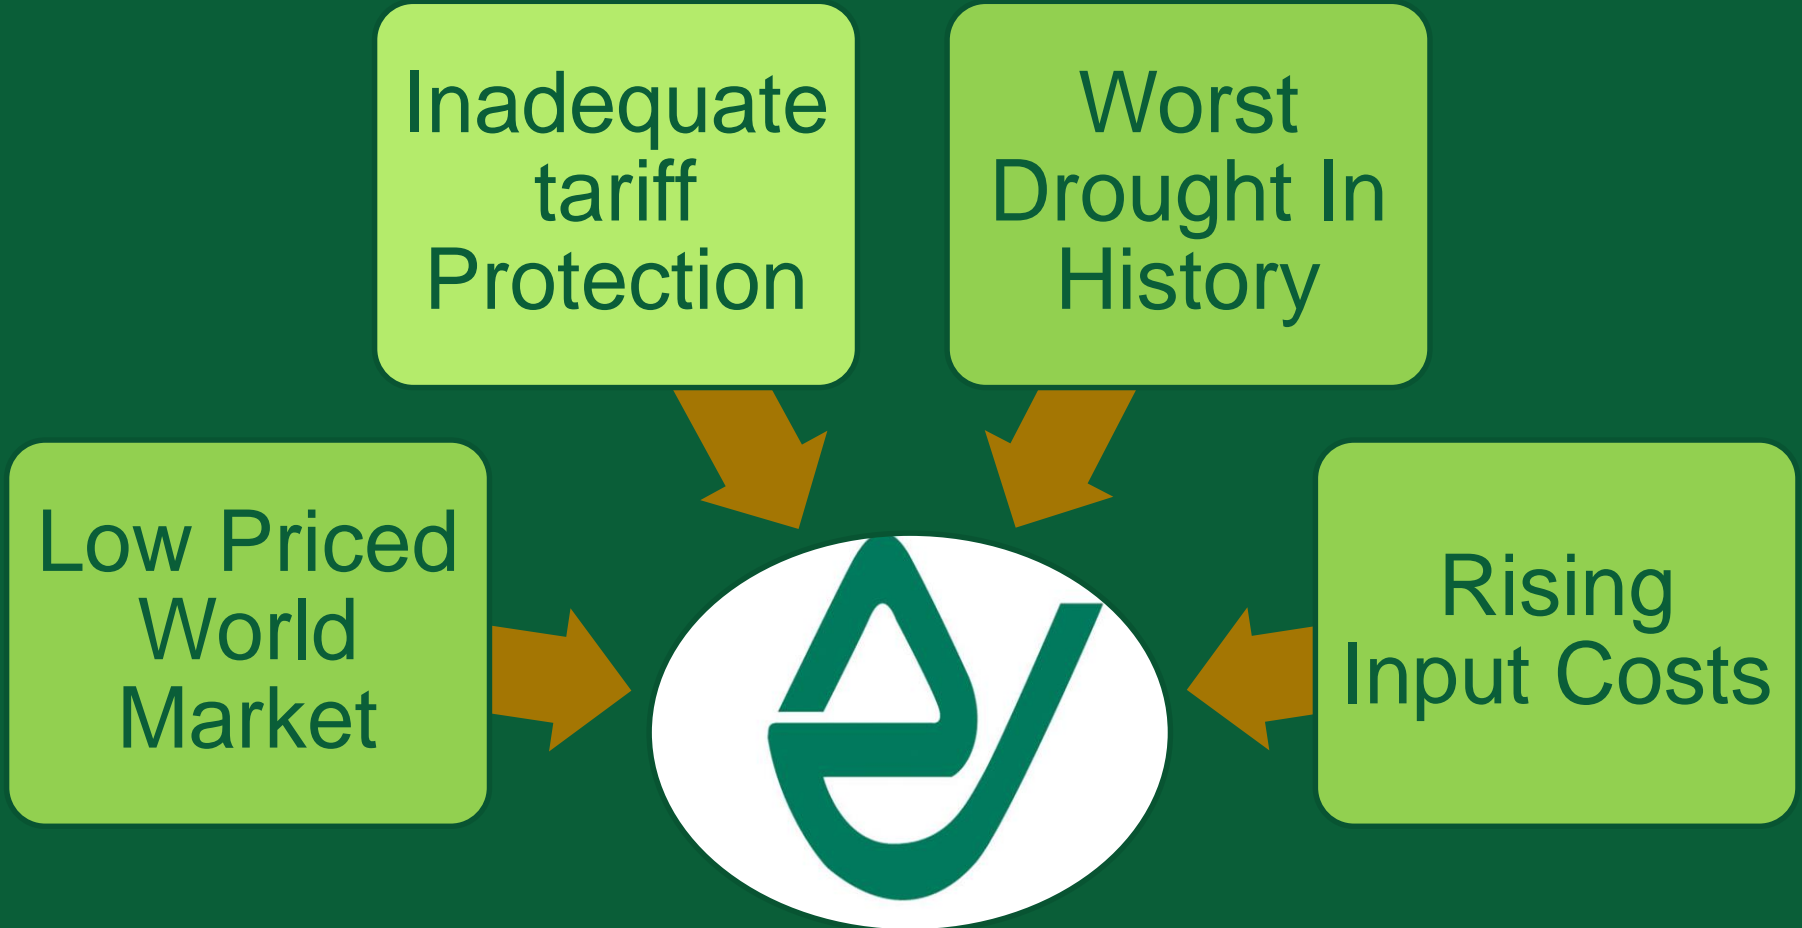 Inadequate
tariff
Protection
Worst
Drought In
History
Low Priced
World
Market
Rising
Input Costs